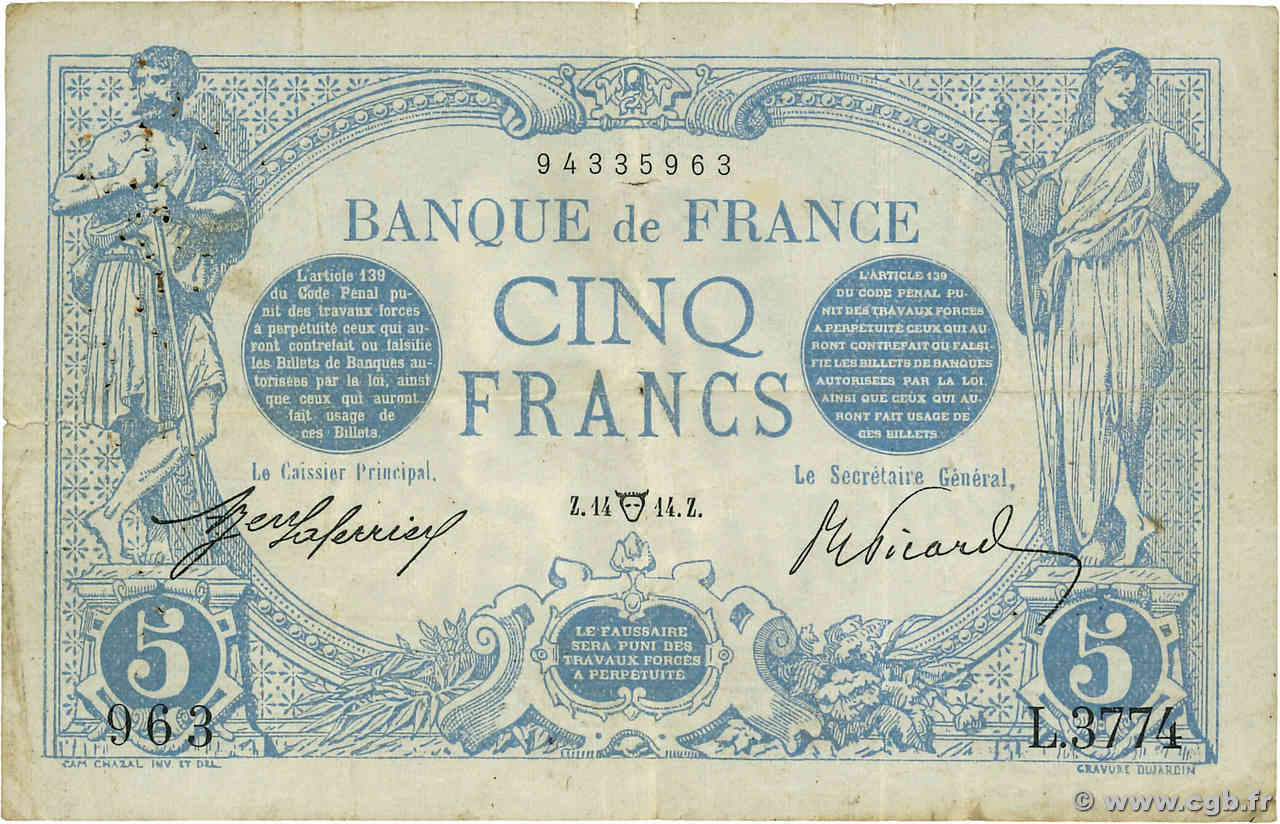 94335963
BANQUE de FRANCE
CINQ
FRANCS
L'article 139
du Code Pénal pu-
nit des travaux forces
à perpétuité ceux qui au-
ront contrefait ou falsifié
les Billets de Banques au-
torisées par la loi, ainsi
que ceux qui auront
fait usage de
ces Billets.
L'ARTICLE 139
DU CODE PÉNAL PU-
NIT DES TRAVAUX FORCES
A PERPÉTUITÉ CEUX QUI AU-
RONT CONTREFAIT OU FALSI-
FIE LES BILLETS DE BANQUES
AUTORISÉES PAR LA LOI,
AINSI QUE CEUX QUI AU-
RONT FAIT USAGE DE
CES BILLETS
Le Caissier Principal,
Le Secrétaire Général,
Z.14 14.Z.
Picard
LE FAUSSAIRE
SERA PUNI DES
TRAVAUX FORCÉS
A PERPÉTUITÉ
5
5
963
L.3774
CAM CHAZAL INV. ET DEL.
GRAVURE DUJARDIN
© www.cgb.fr